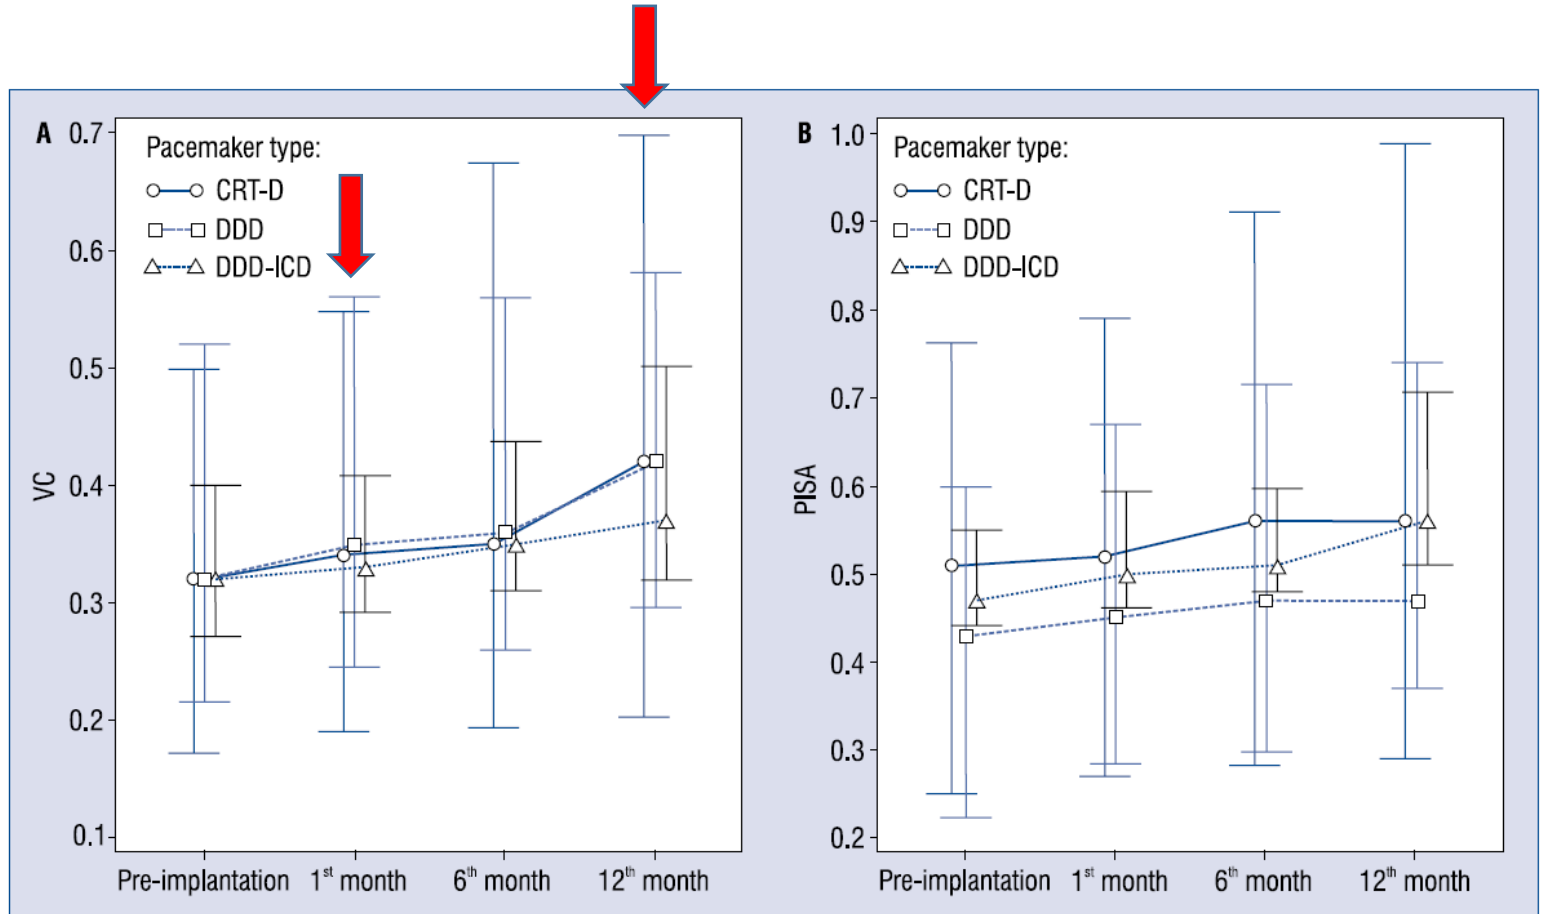 A
Pacemaker type:
CRT-D
DDD
DDD-ICD
VC
0.7
0.6
0.5
0.4
0.3
0.2
0.1
Pre-implantation 1st month 6th month 12th month
B
Pacemaker type:
CRT-D
DDD
DDD-ICD
PISA
1.0
0.9
0.8
0.7
0.6
0.5
0.4
0.3
0.2
Pre-implantation 1st month 6th month 12th month